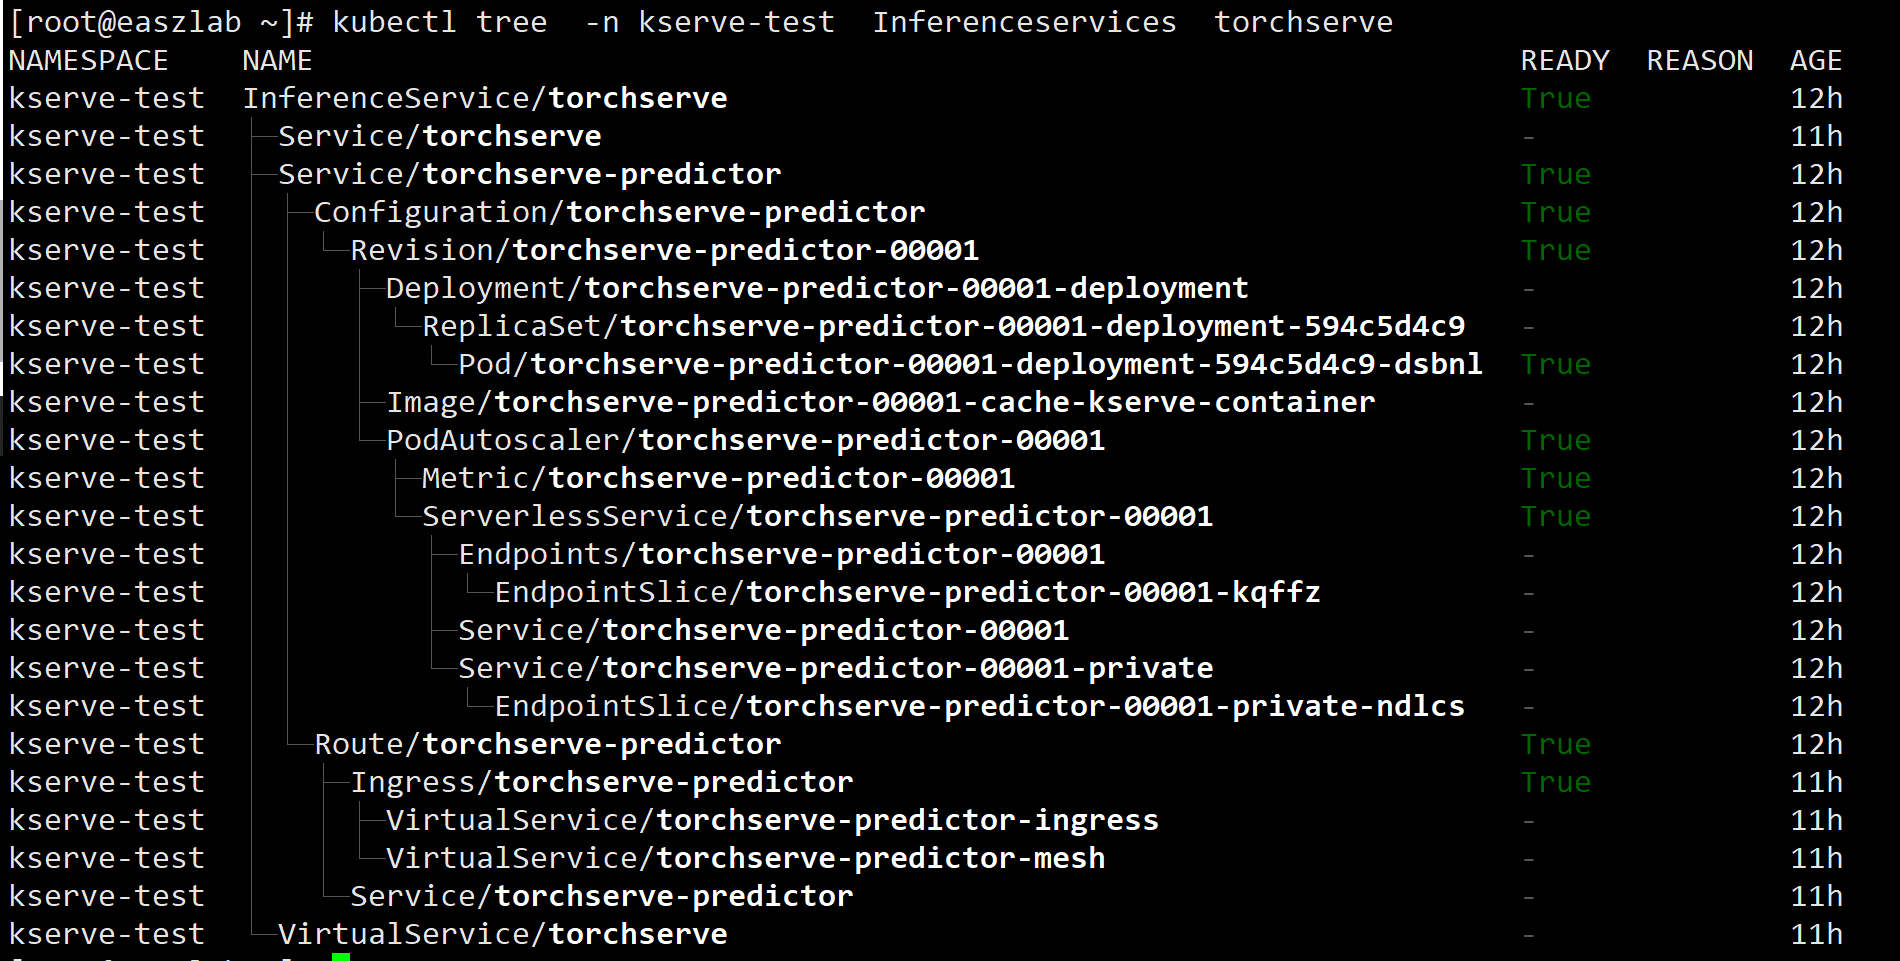 [root@easzlab ~]# kubectl tree  -n kserve-test  Inferenceservices  torchserve
NAMESPACE    NAME    READY  REASON  AGE
kserve-test  InferenceService/torchserve    True    12h
kserve-test  ├─Service/torchserve    -    11h
kserve-test  ├─Service/torchserve-predictor    True    12h
kserve-test  │ ├─Configuration/torchserve-predictor    True    12h
kserve-test  │ │ └─Revision/torchserve-predictor-00001    True    12h
kserve-test  │ │   ├─Deployment/torchserve-predictor-00001-deployment    -    12h
kserve-test  │ │   │ └─ReplicaSet/torchserve-predictor-00001-deployment-594c5d4c9    -    12h
kserve-test  │ │   │   └─Pod/torchserve-predictor-00001-deployment-594c5d4c9-dsbnl    True    12h
kserve-test  │ │   ├─Image/torchserve-predictor-00001-cache-kserve-container    -    12h
kserve-test  │ │   └─PodAutoscaler/torchserve-predictor-00001    True    12h
kserve-test  │ │     ├─Metric/torchserve-predictor-00001    True    12h
kserve-test  │ │     └─ServerlessService/torchserve-predictor-00001    True    12h
kserve-test  │ │       ├─Endpoints/torchserve-predictor-00001    -    12h
kserve-test  │ │       │ └─EndpointSlice/torchserve-predictor-00001-kqffz    -    12h
kserve-test  │ │       ├─Service/torchserve-predictor-00001    -    12h
kserve-test  │ │       └─Service/torchserve-predictor-00001-private    -    12h
kserve-test  │ │         └─EndpointSlice/torchserve-predictor-00001-private-ndlcs    -    12h
kserve-test  │ └─Route/torchserve-predictor    True    12h
kserve-test  │   ├─Ingress/torchserve-predictor    True    11h
kserve-test  │   │ ├─VirtualService/torchserve-predictor-ingress    -    11h
kserve-test  │   │ └─VirtualService/torchserve-predictor-mesh    -    11h
kserve-test  │   └─Service/torchserve-predictor    -    11h
kserve-test  └─VirtualService/torchserve    -    11h